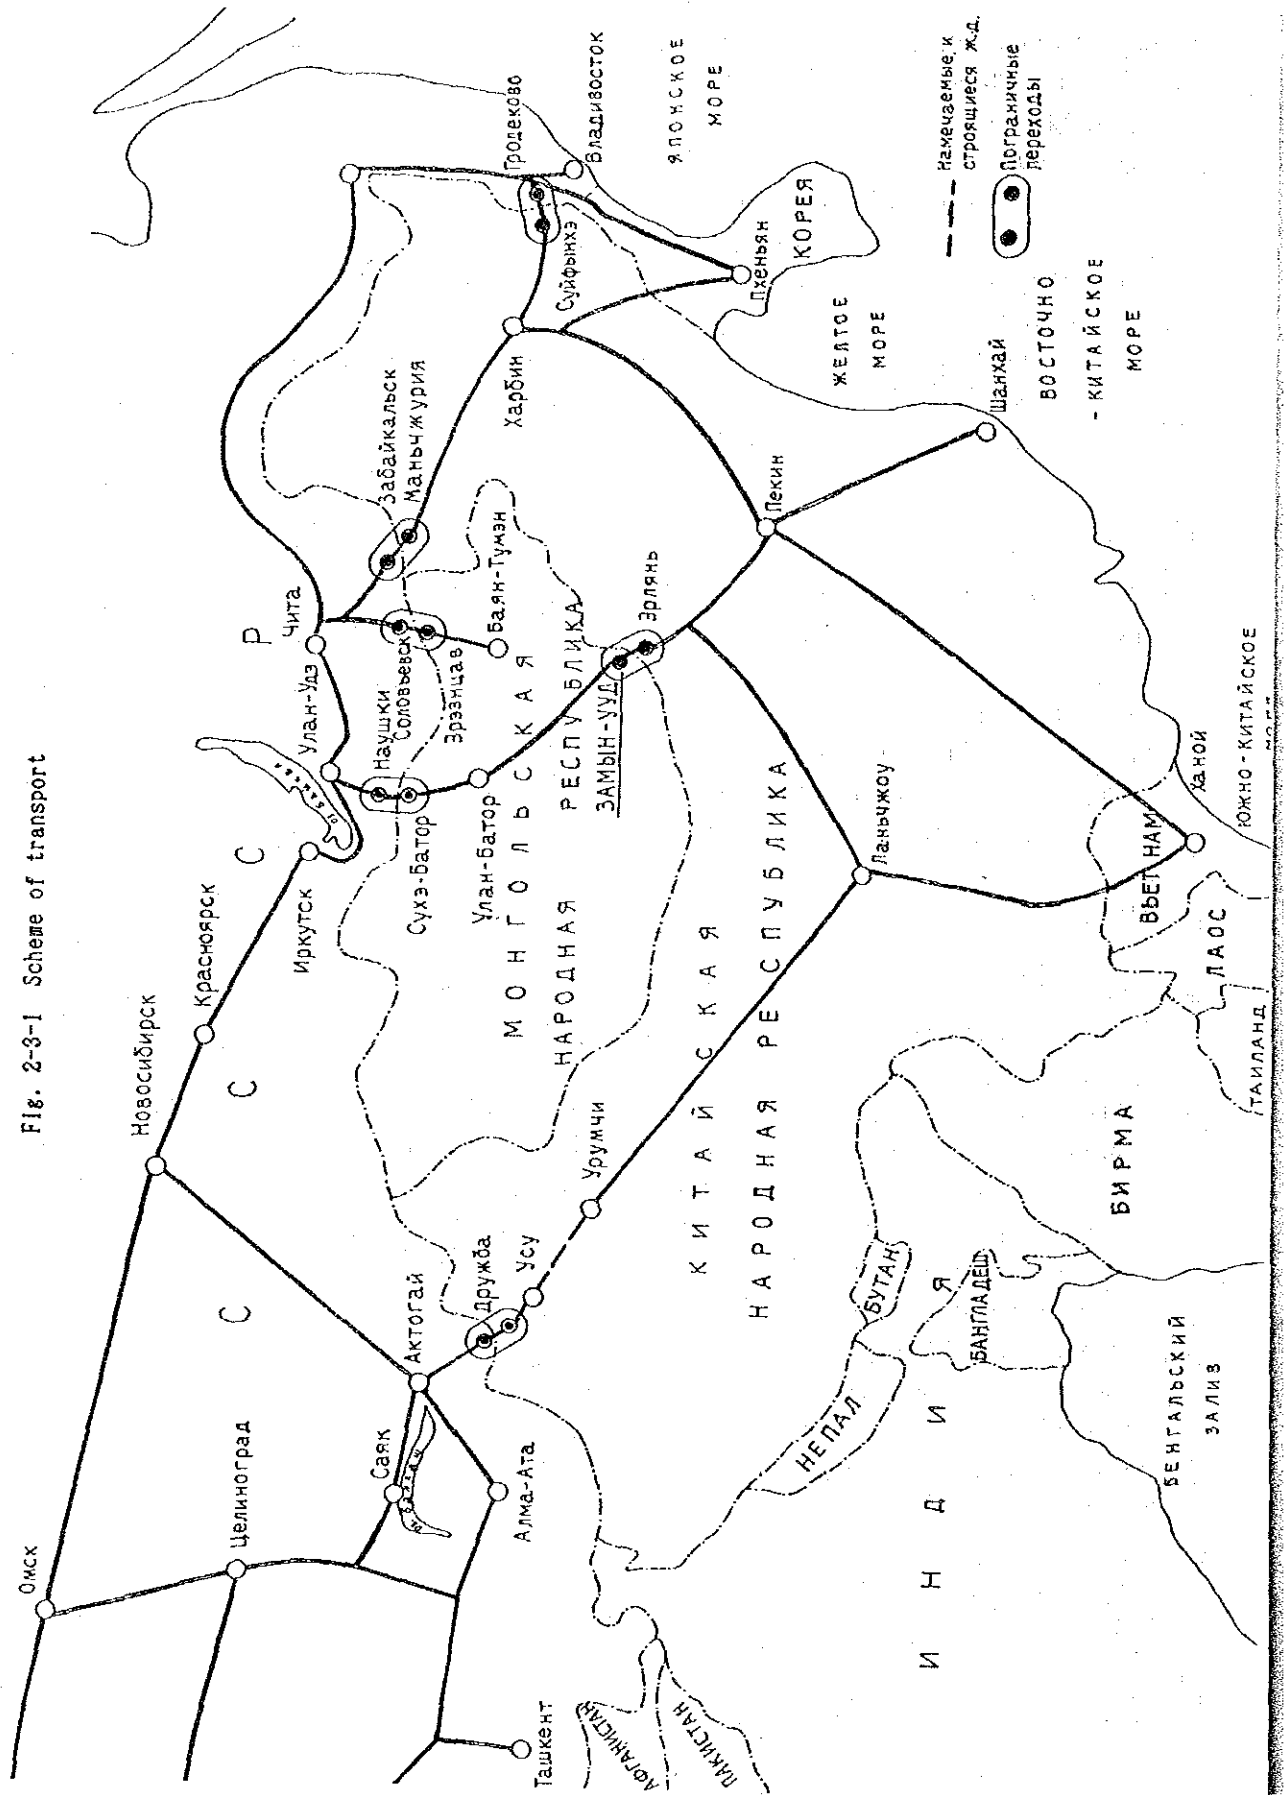 Fig. 2-3-1 Scheme of transport
Омск
Новосибирск
Красноярск
Целиноград
Иркутск
Улан-Удэ
Чита
С С С Р
Саяк
Актогай
Алма-Ата
Ташкент
Дружба
Усу
Урумчи
Наушки
Сухэ-Батор
Соловьевск
Эрэнцав
Забайкальск
Маньчжурия
Баян-Тумэн
Улан-Батор
МОНГОЛЬСКАЯ
НАРОДНАЯ РЕСПУБЛИКА
ЗАМЫН-УУД
Эрлянь
Харбин
Суйфынхэ
Гродеково
Владивосток
ЯПОНСКОЕ
МОРЕ
Пхеньян
КОРЕЯ
ЖЕЛТОЕ
МОРЕ
Пекин
Шанхай
ВОСТОЧНО
- КИТАЙСКОЕ
МОРЕ
КИТАЙСКАЯ
НАРОДНАЯ РЕСПУБЛИКА
Ланьчжоу
Ханой
ВЬЕТНАМ
ЛАОС
ТАИЛАНД
ЮЖНО-КИТАЙСКОЕ
БИРМА
БУТАН
БАНГЛАДЕШ
НЕПАЛ
ИНДИЯ
БЕНГАЛЬСКИЙ
ЗАЛИВ
АФГАНИСТАН
ПАКИСТАН
Намечаемые и
строящиеся ж.д.
Пограничные
переходы